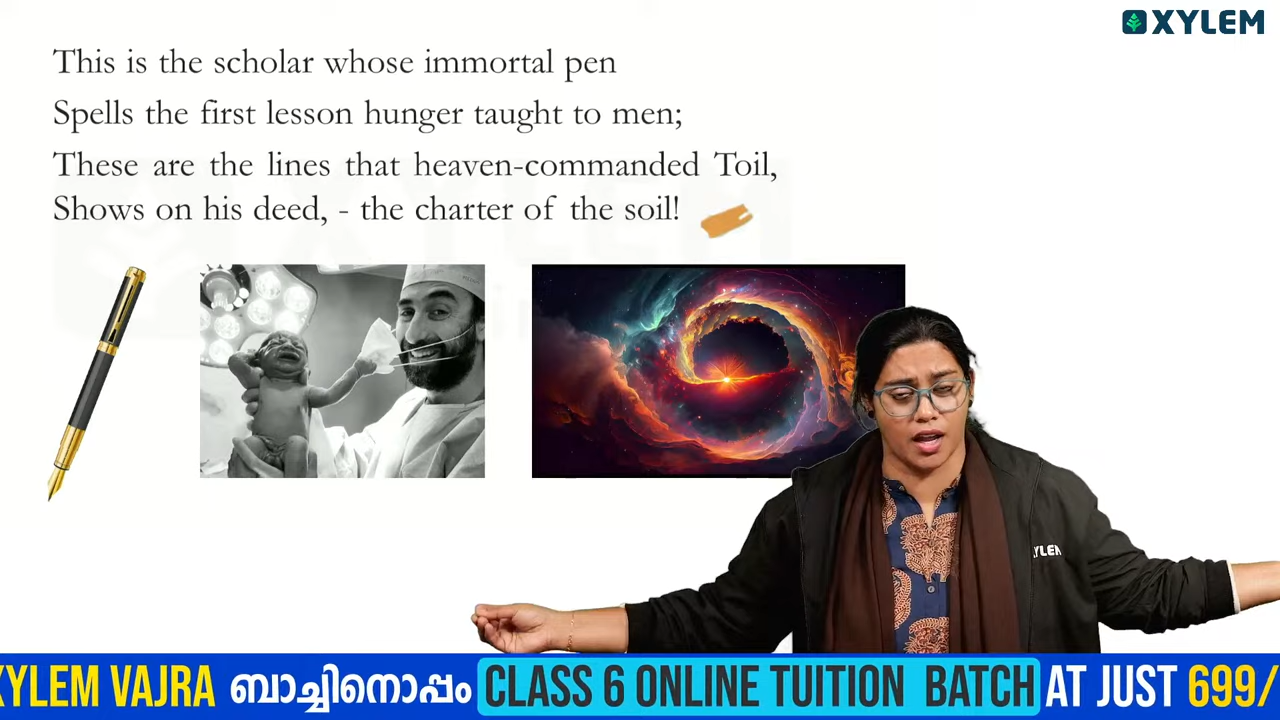 XYLEM
This is the scholar whose immortal pen
Spells the first lesson hunger taught to men;
These are the lines that heaven-commanded Toil,
Shows on his deed, - the charter of the soil!
XYLEM
XYLEM VAJRA ബാച്ചിനൊപ്പം CLASS 6 ONLINE TUITION BATCH AT JUST 699/